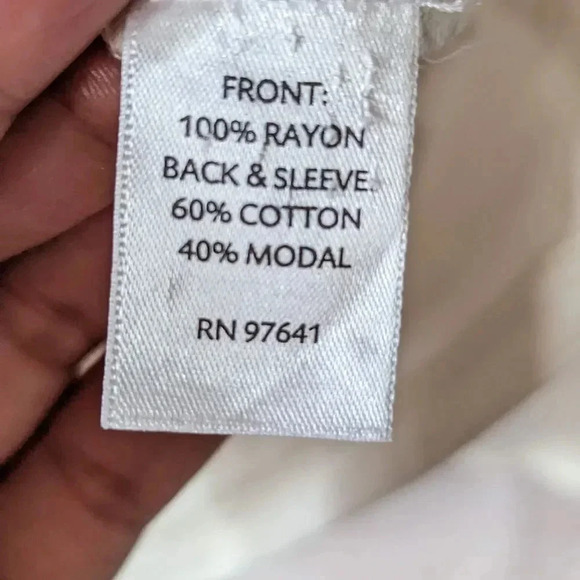 FRONT:
100% RAYON
BACK & SLEEVE:
60% COTTON
40% MODAL
RN 97641